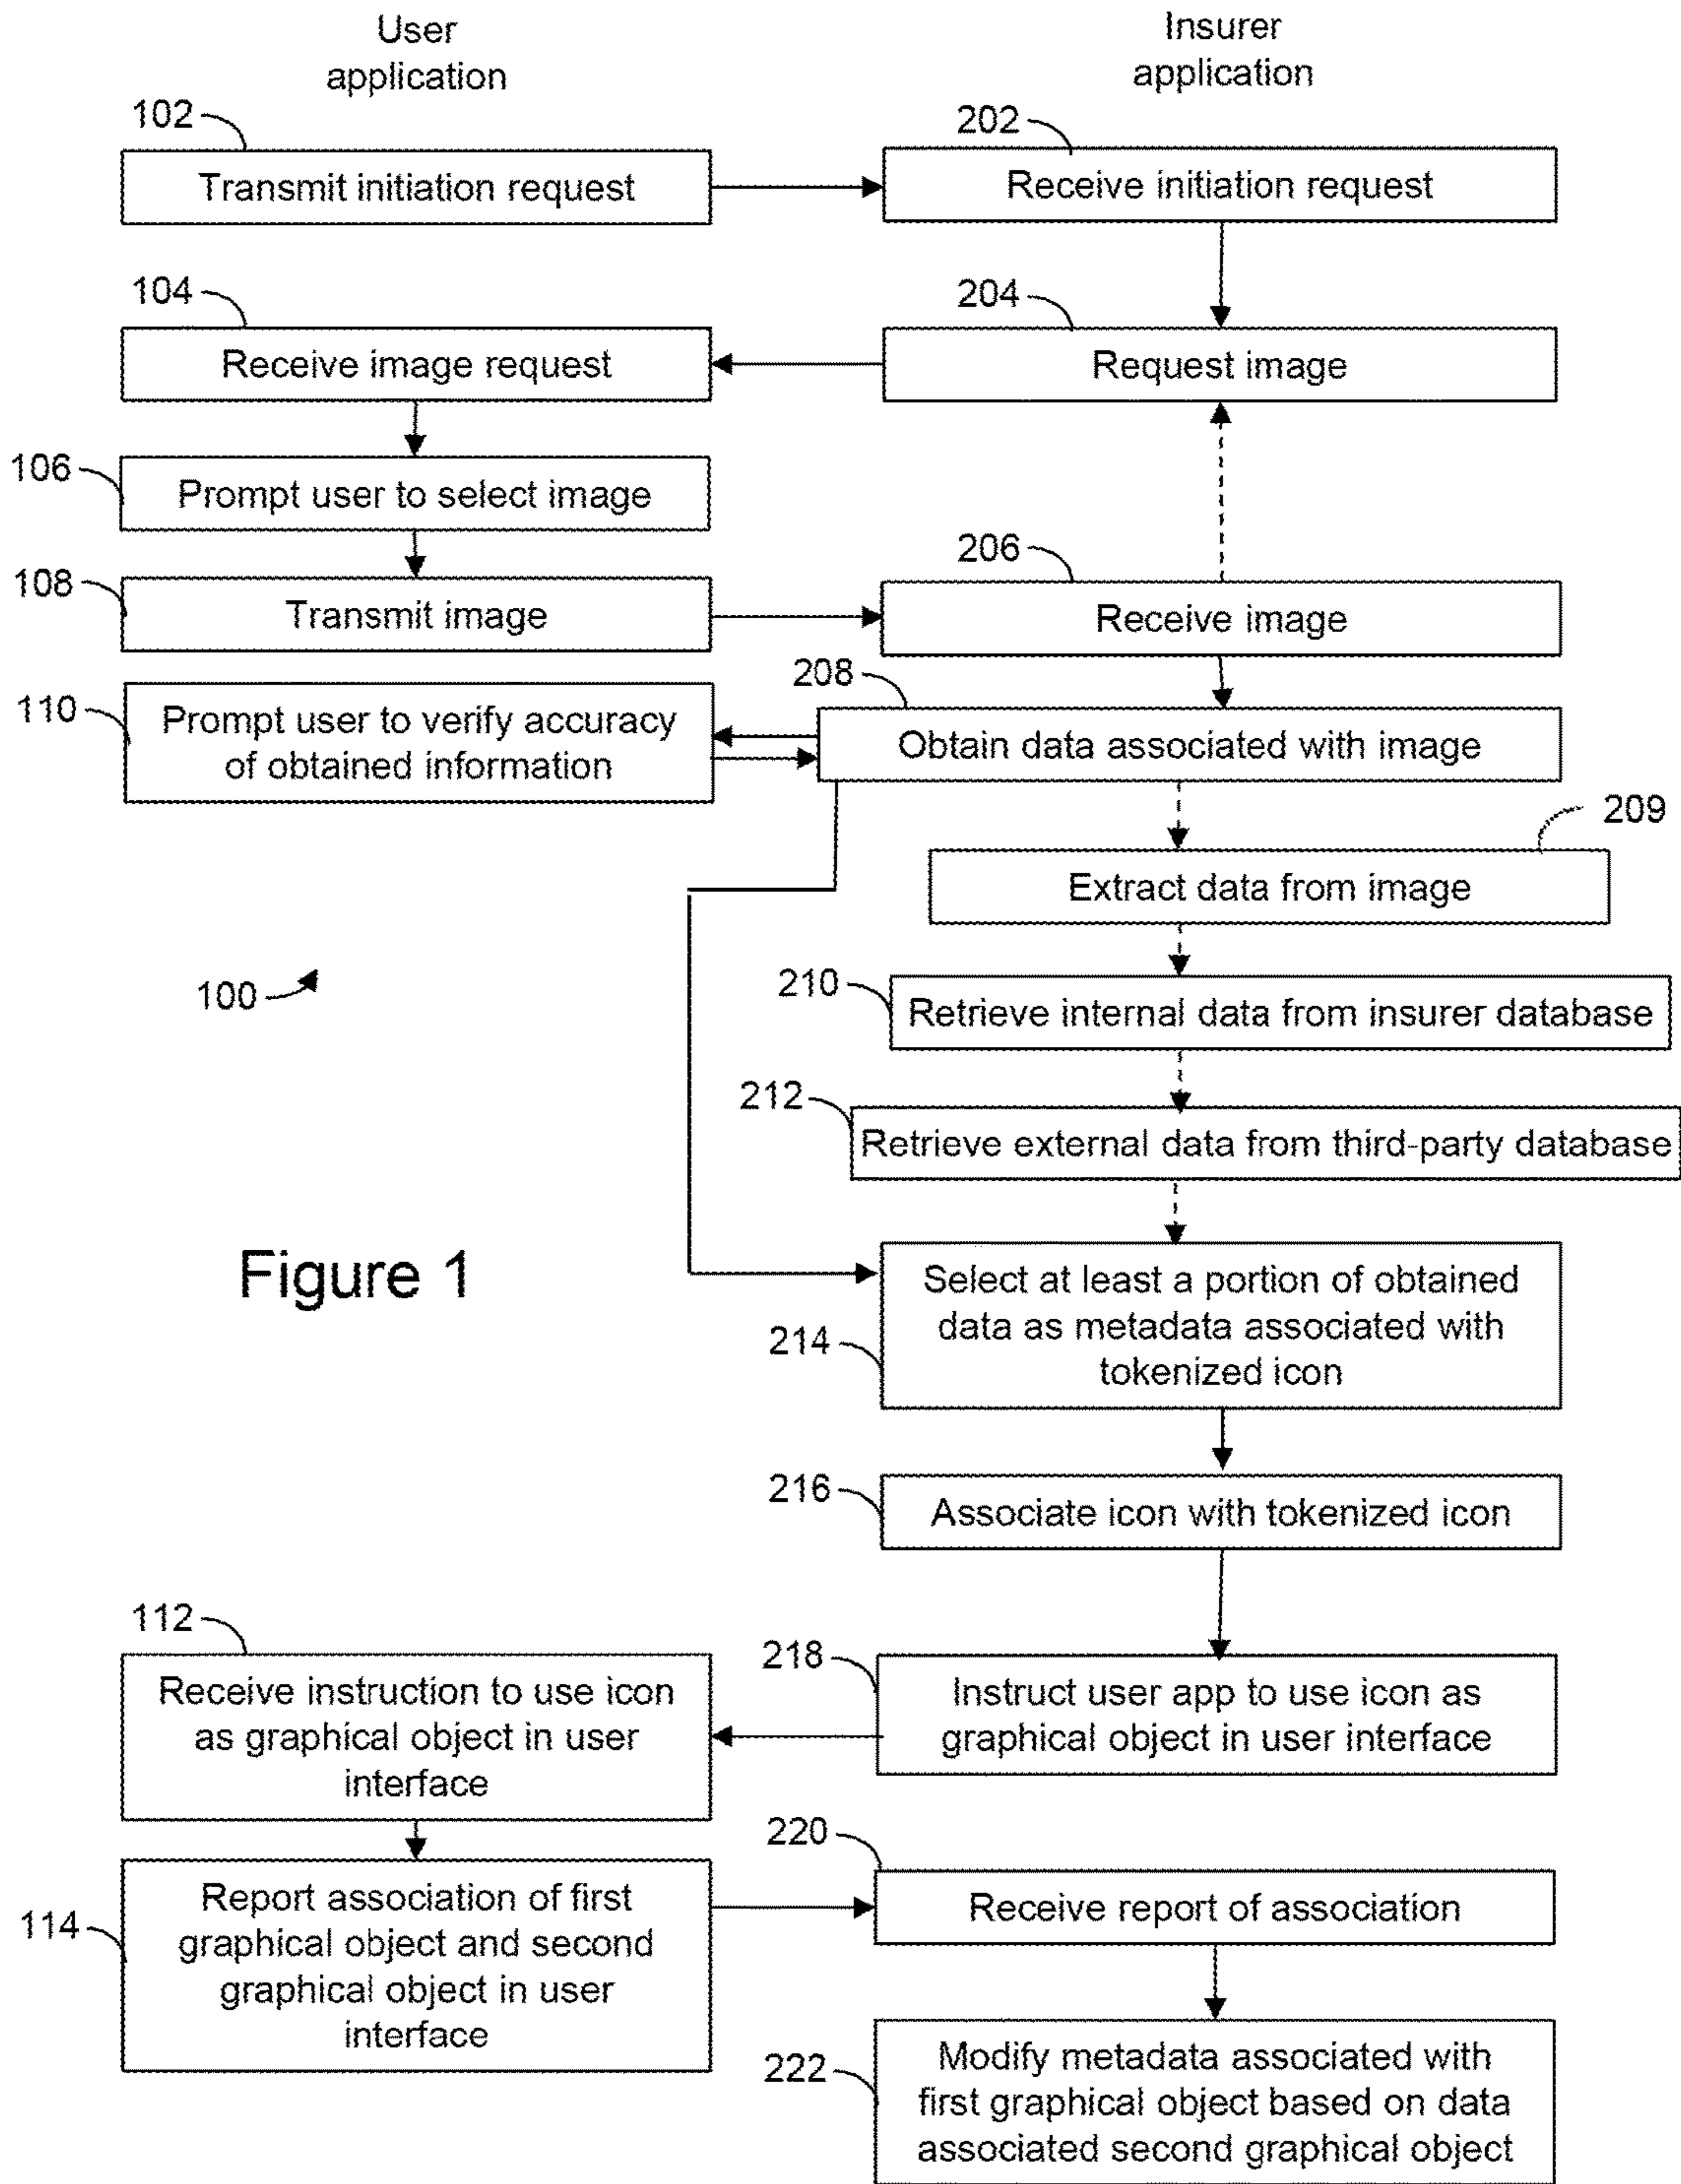 User
application
Insurer
application
102
202
Transmit initiation request
Receive initiation request
104
204
Receive image request
Request image
106
Prompt user to select image
206
108
Transmit image
Receive image
208
110
Prompt user to verify accuracy
of obtained information
Obtain data associated with image
209
Extract data from image
100
210
Retrieve internal data from insurer database
212
Retrieve external data from third-party database
Figure 1
214
Select at least a portion of obtained
data as metadata associated with
tokenized icon
216
Associate icon with tokenized icon
112
218
Receive instruction to use icon
as graphical object in user
interface
Instruct user app to use icon as
graphical object in user interface
220
114
Report association of first
graphical object and second
graphical object in user
interface
Receive report of association
222
Modify metadata associated with
first graphical object based on data
associated second graphical object